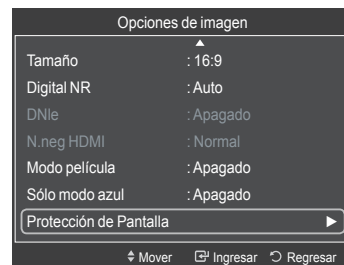 Opciones de imagen
Tamaño : 16:9
Digital NR : Auto
DNIe : Apagado
N.neg HDMI : Normal
Modo película : Apagado
Sólo modo azul : Apagado
Protección de Pantalla
Mover Ingresar Regresar